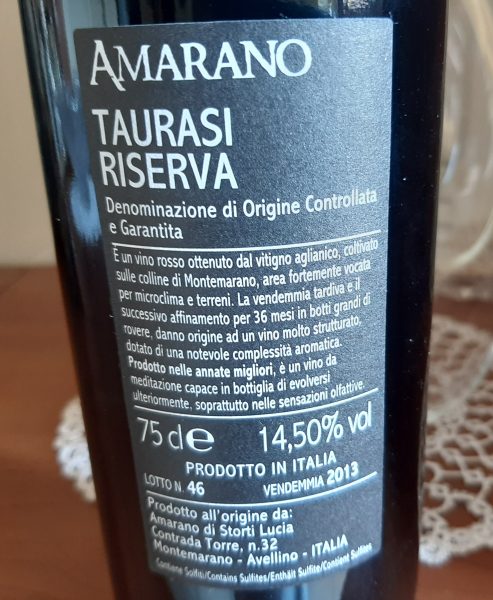 AMARANO
TAURASI
RISERVA
Denominazione di Origine Controllata
e Garantita
È un vino rosso ottenuto dal vitigno aglianico, coltivato
sulle colline di Montemarano, area fortemente vocata
per microclima e terreni. La vendemmia tardiva e il
successivo affinamento per 36 mesi in botti grandi di
rovere, danno origine ad un vino molto strutturato,
dotato di una notevole complessità aromatica.
Prodotto nelle annate migliori, è un vino da
meditazione capace in bottiglia di evolversi
ulteriormente, soprattutto nelle sensazioni olfattive.
75 cl e 14,50% vol
PRODOTTO IN ITALIA
LOTTO N. 46 VENDEMMIA 2013
Prodotto all'origine da:
Amarano di Storti Lucia
Contrada Torre, n.32
Montemarano - Avellino - ITALIA
Contiene Solfiti/Contains Sulfites/Enthält Sulfite/Contient Sulfites